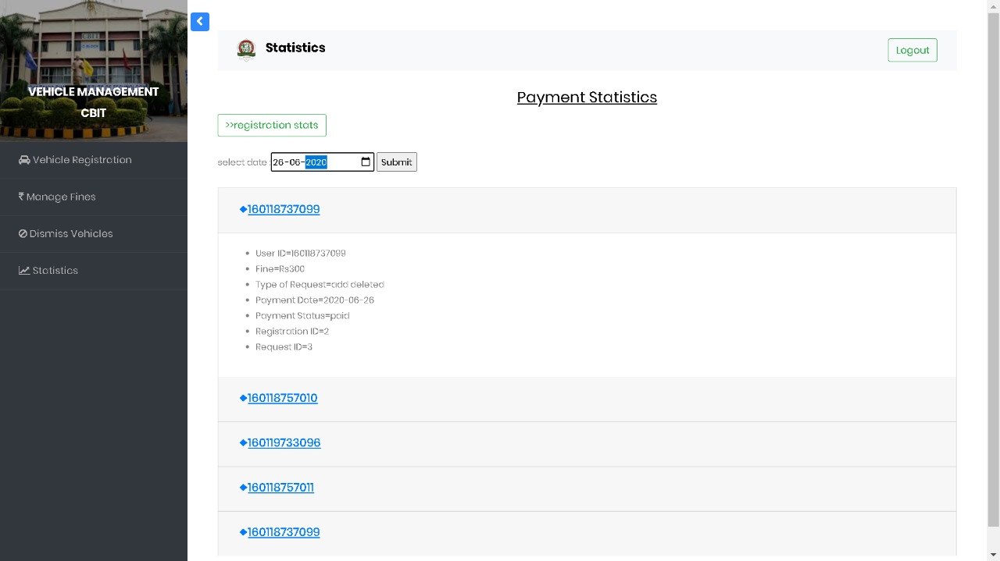 VEHICLE MANAGEMENT
CBIT
Vehicle Registration
₹ Manage Fines
Dismiss Vehicles
Statistics
Statistics
Logout
Payment Statistics
>>registration stats
select date :26-06-2020 Submit
◆160118737099
• User ID=160118737099
• Fine=Rs300
• Type of Request=add deleted
• Payment Date=2020-06-26
• Payment Status=paid
• Registration ID=2
• Request ID=3
◆160118757010
◆160119733096
◆160118757011
◆160118737099